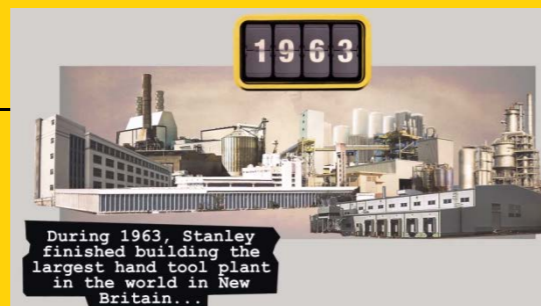 1963
During 1963, Stanley
finished building the
largest hand tool plant
in the world in New
Britain...